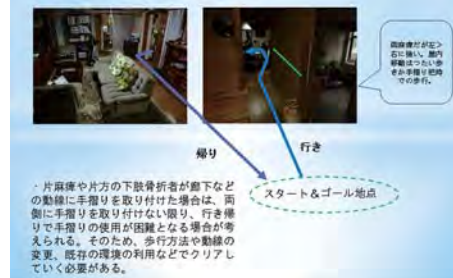 両麻痺だが左＞
右に強い。屋内
移動はつたい歩
きか手摺り把持
での歩行。
帰り
行き
スタート＆ゴール地点
・片麻痺や片方の下肢骨折者が廊下など
の動線に手摺りを取り付けた場合は、両
側に手摺りを取り付けない限り、行き帰
りで手摺りの使用が困難となる場合が考
えられる。そのため、歩行方法や動線の
変更、既存の環境の利用などでクリアし
ていく必要がある。